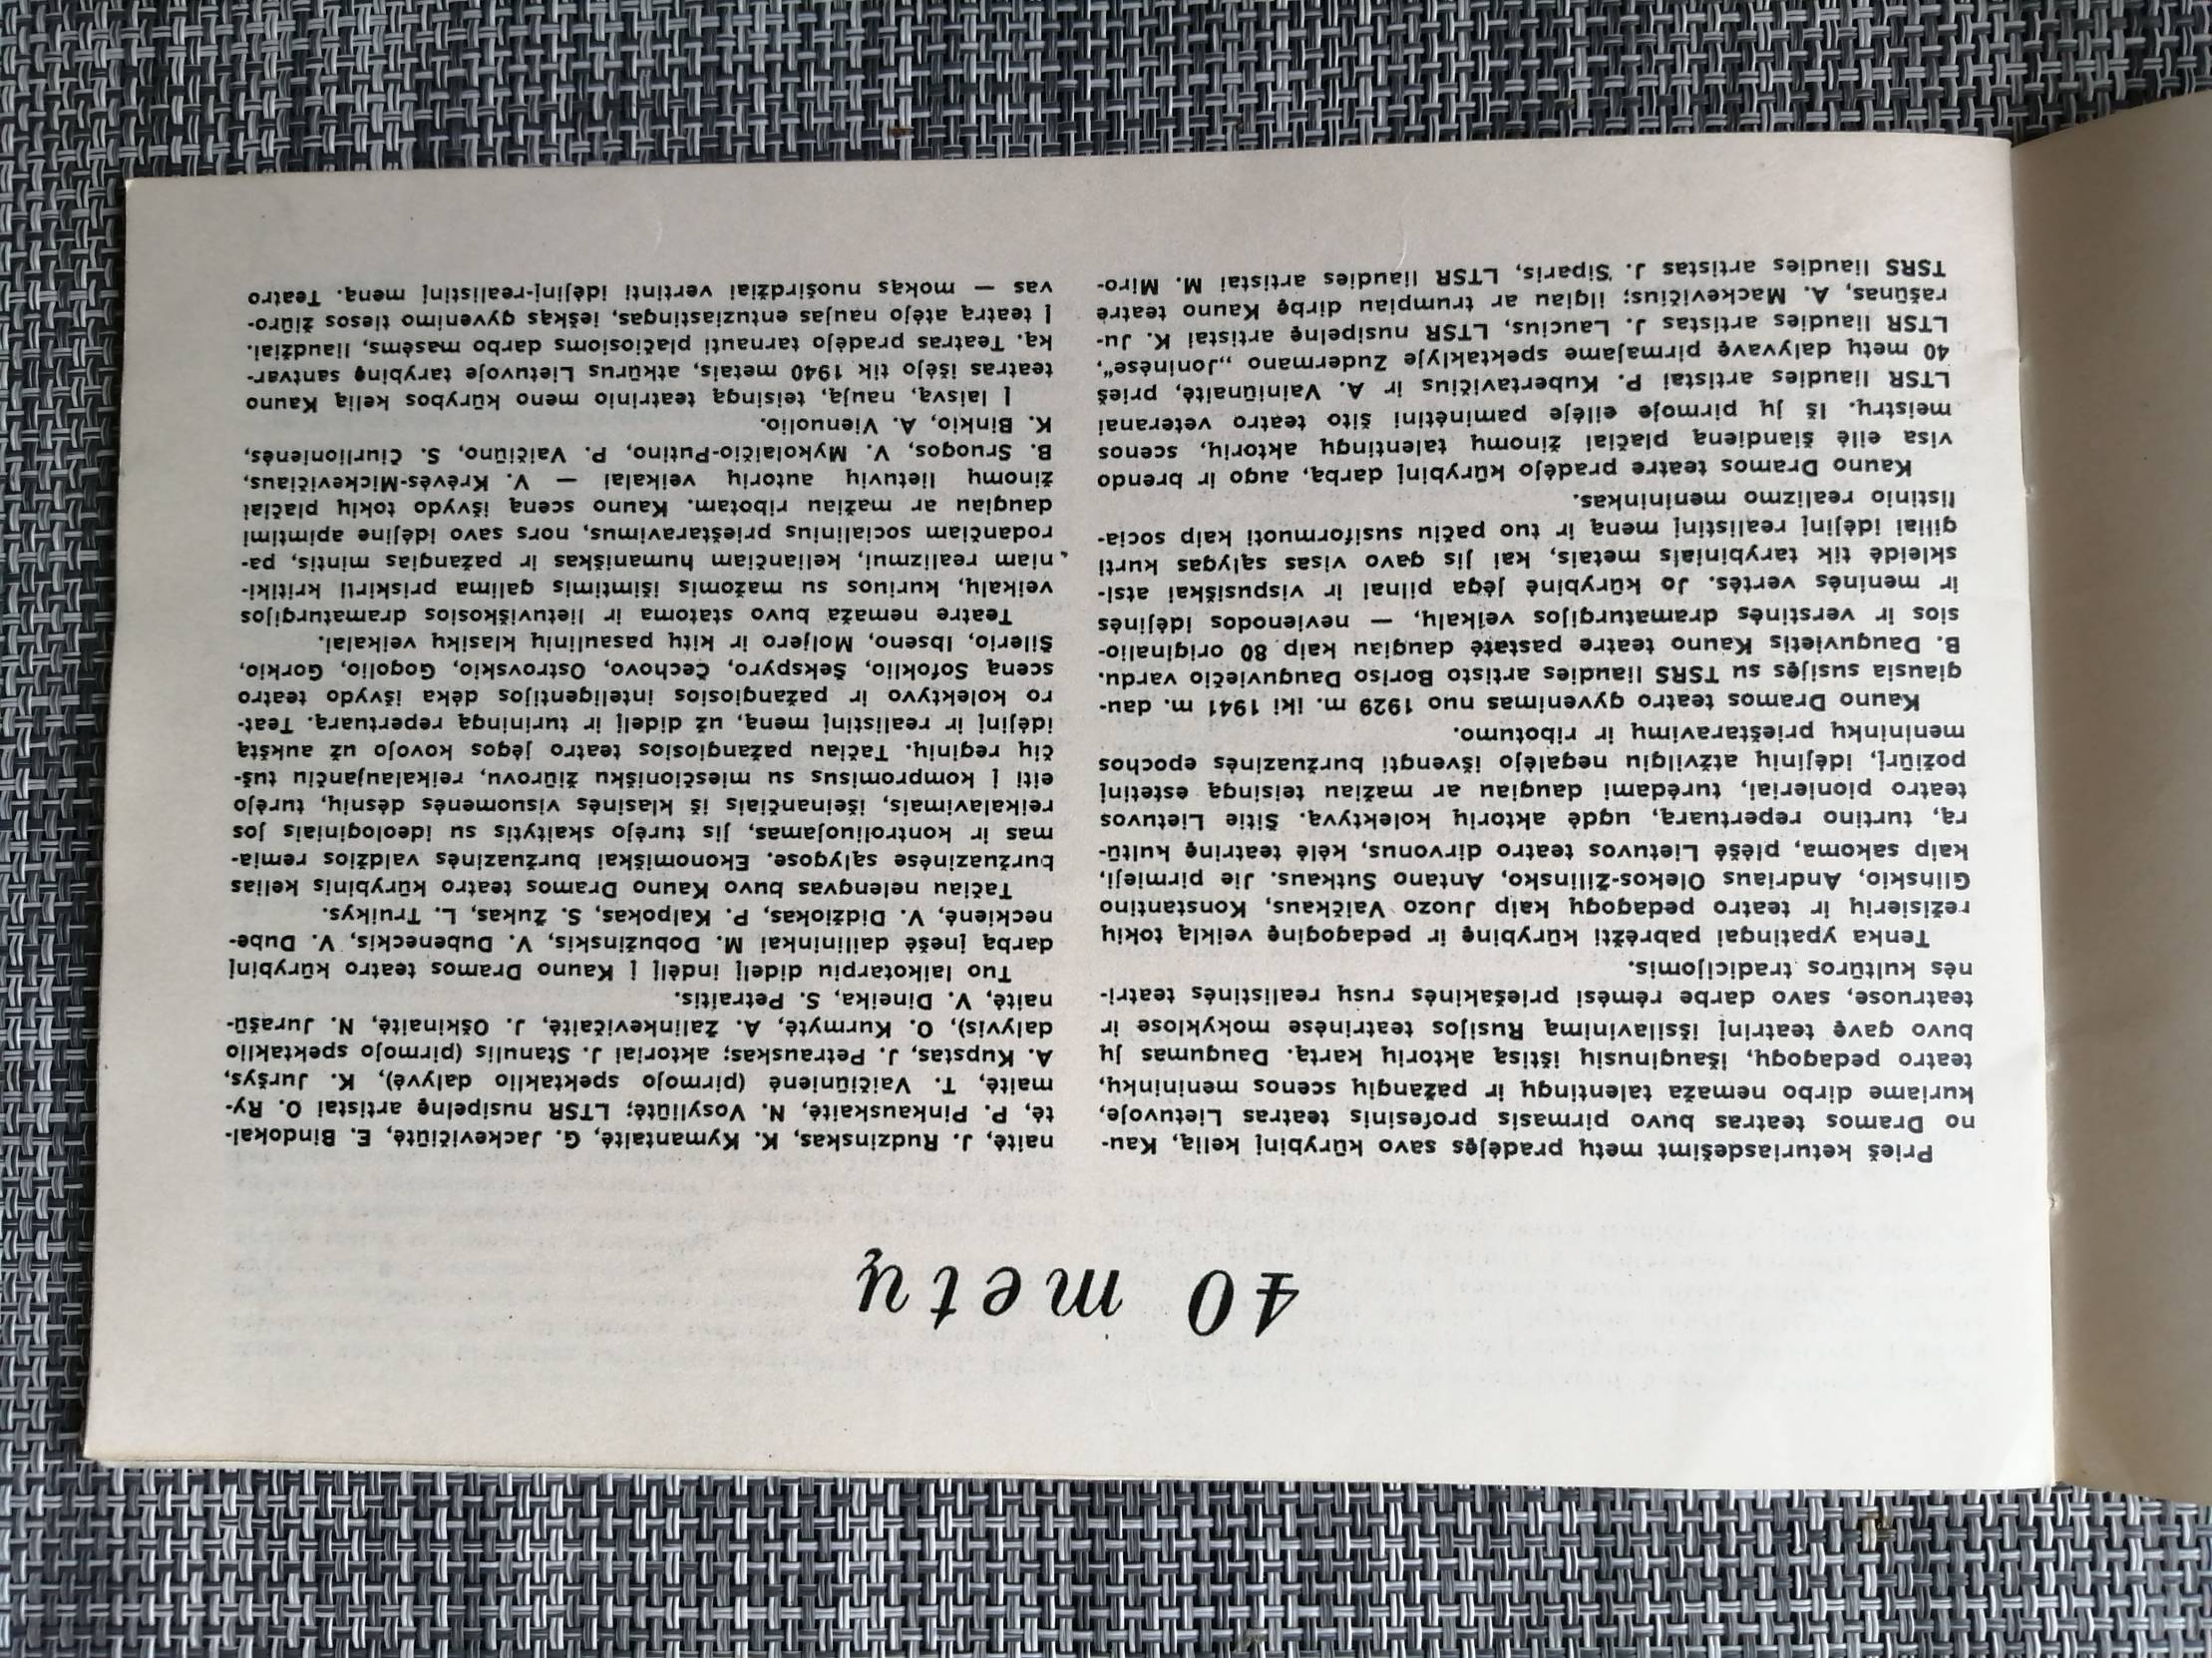 40 metų
Prieš keturiasdešimt metų pradėjęs savo kūrybinį kelią, Kau-
no Dramos teatras buvo pirmasis profesinis teatras Lietuvoje,
kuriame dirbo nemaža talentingų ir pažangių scenos menininkų,
teatro pedagogų, išauginusių ištisą aktorių kartą. Daugumas jų
buvo gavę teatrinį išsilavinimą Rusijos teatrinėse mokyklose ir
teatruose, savo darbe rėmėsi priešakinės rusų realistinės teatri-
nės kultūros tradicijomis.
Tenka ypatingai pabrėžti kūrybinę ir pedagoginę veiklą tokių
režisierių ir teatro pedagogų kaip Juozo Vaičkaus, Konstantino
Glinskio, Andriaus Olekos-Žilinsko, Antano Sutkaus. Jie pirmieji,
kaip sakoma, plėšė Lietuvos teatro dirvonus, kėlė teatrinę kultū-
rą, turtino repertuarą, ugdė aktorių kolektyvą. Šitie Lietuvos
teatro pionieriai, turėdami daugiau ar mažiau teisingą estetinį
požiūrį, idėjinių atžvilgiu negalėjo išvengti buržuazinės epochos
menininkų prieštaravimų ir ribotumo.
Kauno Dramos teatro gyvenimas nuo 1929 m. iki 1941 m. dau-
giausia susijęs su TSRS liaudies artisto Boriso Dauguviečio vardu.
B. Dauguvietis Kauno teatre pastatė daugiau kaip 80 originalio-
sios ir verstinės dramaturgijos veikalų, — nevienodos idėjinės
ir meninės vertės. Jo kūrybinė jėga pilnai ir vispusiškai atsi-
skleidė tik tarybiniais metais, kai jis gavo visas sąlygas kurti
giliai idėjinį realistinį meną ir tuo pačiu susiformuoti kaip socia-
listinio realizmo menininkas.
Kauno Dramos teatre pradėjo kūrybinį darbą, augo ir brendo
visa eilė šiandieną plačiai žinomų talentingų aktorių, scenos
meistrų. Iš jų pirmoje eilėje paminėtini šito teatro veteranai
LTSR liaudies artistai P. Kubertavičius ir A. Vainiūnaitė, prieš
40 metų dalyvavę pirmajame spektaklyje Zudermano „Joninėse",
LTSR liaudies artistas J. Laucius, LTSR nusipelnę artistai K. Ju-
rašūnas, A. Mackevičius; ilgiau ar trumpiau dirbę Kauno teatre
TSRS liaudies artistas J. Siparis, LTSR liaudies artistai M. Miro-
naitė, J. Rudzinskas, K. Kymantaitė, G. Jackevičiūtė, E. Bindokai-
tė, P. Pinkauskaitė, N. Vosyliūtė; LTSR nusipelnę artistai O. Ry-
maitė, T. Vaičiūnienė (pirmojo spektaklio dalyvė), K. Juršys,
A. Kupstas, J. Petrauskas; aktoriai J. Stanulis (pirmojo spektaklio
dalyvis), O. Kurmytė, A. Žalinkevičaitė, J. Oškinaitė, N. Jurašū-
naitė, V. Dineika, S. Petraitis.
Tuo laikotarpiu didelį indėlį į Kauno Dramos teatro kūrybinį
darbą įnešė dailininkai M. Dobužinskis, V. Dubeneckis, V. Dube-
neckienė, V. Didžiokas, P. Kalpokas, S. Žukas, L. Truikys.
Tačiau nelengvas buvo Kauno Dramos teatro kūrybinis kelias
buržuazinėse sąlygose. Ekonomiškai buržuazinės valdžios remia-
mas ir kontroliuojamas, jis turėjo skaitytis su ideologiniais jos
reikalavimais, išeinančiais iš klasinės visuomenės dėsnių, turėjo
eiti į kompromisus su miesčionišku žiūrovu, reikalaujančiu tuš-
čių reginių. Tačiau pažangiosios teatro jėgos kovojo už aukštą
idėjinį ir realistinį meną, už didelį ir turiningą repertuarą. Teat-
ro kolektyvo ir pažangiosios inteligentijos dėka išvydo teatro
sceną Sofoklio, Šekspyro, Čechovo, Ostrovskio, Gogolio, Gorkio,
Šilerio, Ibseno, Moljero ir kitų pasaulinių klasikų veikalai.
Teatre nemaža buvo statoma ir lietuviškosios dramaturgijos
veikalų, kuriuos su mažomis išimtimis galima priskirti kritiki-
niam realizmui, keliančiam humaniškas ir pažangias mintis, pa-
rodančiam socialinius prieštaravimus, nors savo idėjine apimtimi
daugiau ar mažiau ribotam. Kauno sceną išvydo tokių plačiai
žinomų lietuvių autorių veikalai — V. Krėvės-Mickevičiaus,
B. Sruogos, V. Mykolaičio-Putino, P. Vaičiūno, S. Čiurlionienės,
K. Binkio, A. Vienuolio.
Į laisvą, naują, teisingą teatrinio meno kūrybos kelią Kauno
teatras išėjo tik 1940 metais, atkūrus Lietuvoje tarybinę santvar-
ką. Teatras pradėjo tarnauti plačiosioms darbo masėms, liaudžiai.
Į teatrą atėjo naujas entuziastingas, ieškąs gyvenimo tiesos žiūro-
vas — mokąs nuoširdžiai vertinti idėjinį-realistinį meną. Teatro